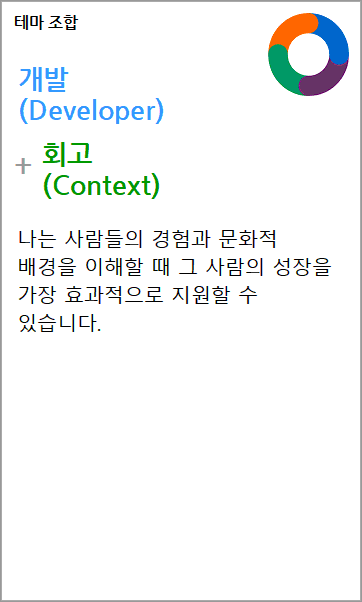 테마 조합
개발
(Developer)
+ 회고
(Context)
나는 사람들의 경험과 문화적
배경을 이해할 때 그 사람의 성장을
가장 효과적으로 지원할 수
있습니다.